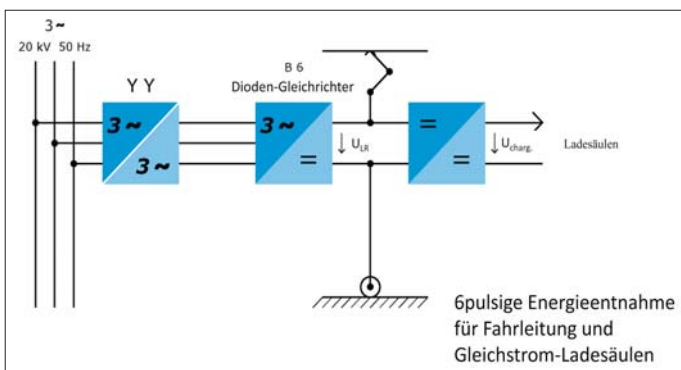 3~
20 kV 50 Hz
Y Y
B 6
Dioden-Gleichrichter
3~
3~
3~
=
=
=
↓ U_LR
↓ U_charg.
Ladesäulen
6pulsige Energieentnahme
für Fahrleitung und
Gleichstrom-Ladesäulen